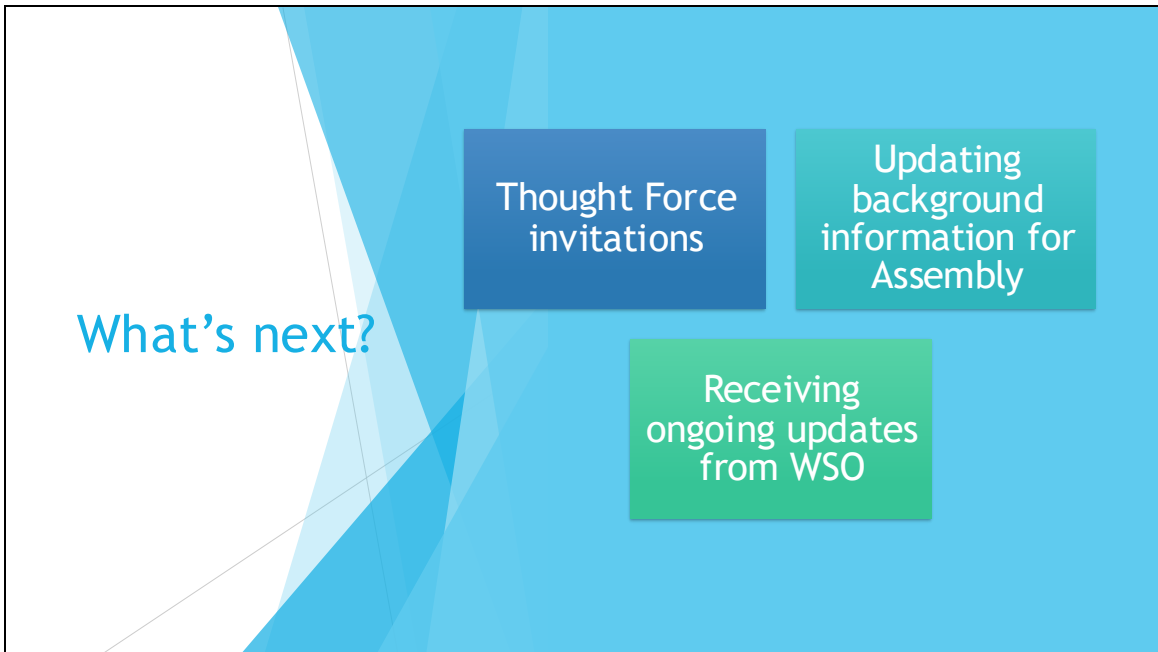 What’s next?
Thought Force
invitations
Updating
background
information for
Assembly
Receiving
ongoing updates
from WSO